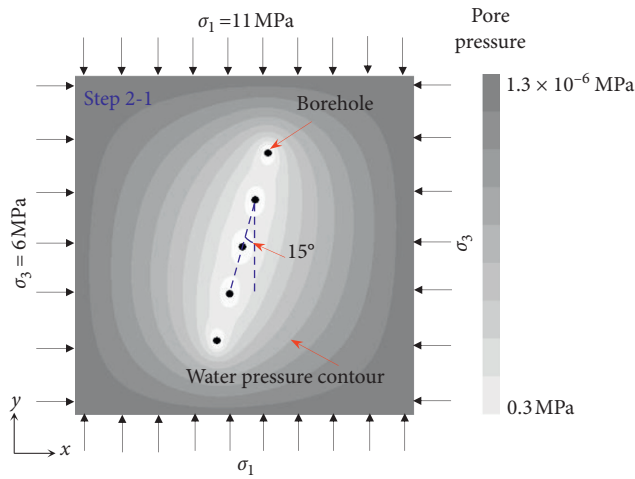 σ₁ = 11 MPa
Pore
pressure
Step 2-1
Borehole
1.3 × 10⁻⁶ MPa
σ₃ = 6 MPa
15°
σ₃
Water pressure contour
0.3 MPa
y
x
σ₁